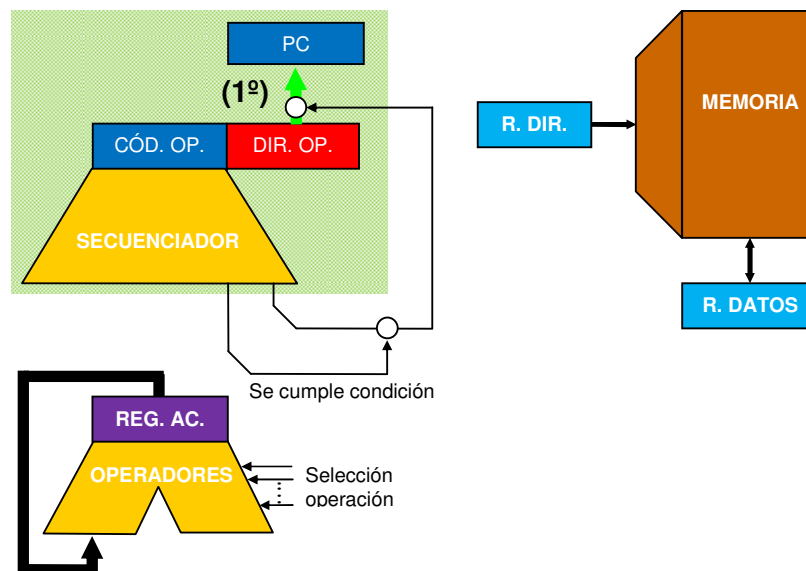 PC
(1º)
CÓD. OP.
DIR. OP.
SECUENCIADOR
Se cumple condición
REG. AC.
OPERADORES
Selección
operación
R. DIR.
MEMORIA
R. DATOS